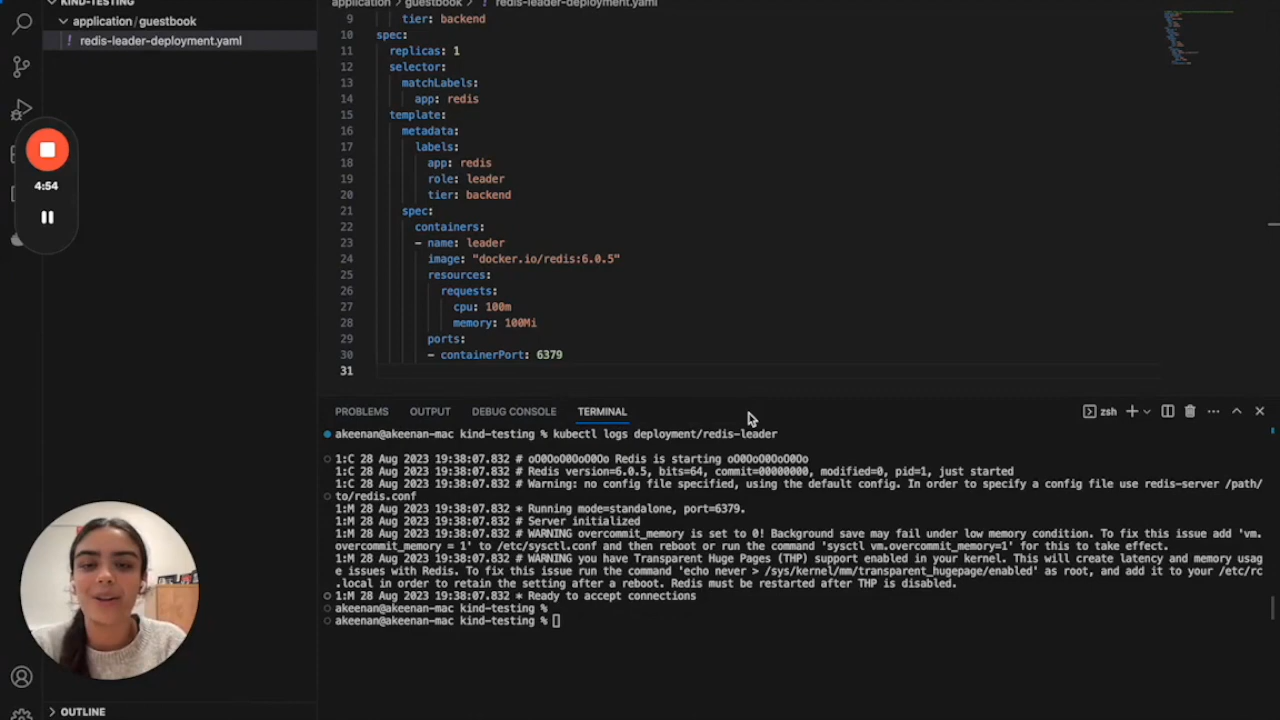 KIND-TESTING
application / guestbook
! redis-leader-deployment.yaml
OUTLINE
4:54
application > guestbook > ! redis-leader-deployment.yaml
9 tier: backend
10 spec:
11 replicas: 1
12 selector:
13 matchLabels:
14 app: redis
15 template:
16 metadata:
17 labels:
18 app: redis
19 role: leader
20 tier: backend
21 spec:
22 containers:
23 - name: leader
24 image: "docker.io/redis:6.0.5"
25 resources:
26 requests:
27 cpu: 100m
28 memory: 100Mi
29 ports:
30 - containerPort: 6379
31
PROBLEMS OUTPUT DEBUG CONSOLE TERMINAL zsh
akeenan@akeenan-mac kind-testing % kubectl logs deployment/redis-leader
1:C 28 Aug 2023 19:38:07.832 # oO0OoO0OoO0Oo Redis is starting oO0OoO0OoO0Oo
1:C 28 Aug 2023 19:38:07.832 # Redis version=6.0.5, bits=64, commit=00000000, modified=0, pid=1, just started
1:C 28 Aug 2023 19:38:07.832 # Warning: no config file specified, using the default config. In order to specify a config file use redis-server /path/
to/redis.conf
1:M 28 Aug 2023 19:38:07.832 * Running mode=standalone, port=6379.
1:M 28 Aug 2023 19:38:07.832 # Server initialized
1:M 28 Aug 2023 19:38:07.832 # WARNING overcommit_memory is set to 0! Background save may fail under low memory condition. To fix this issue add 'vm.
overcommit_memory = 1' to /etc/sysctl.conf and then reboot or run the command 'sysctl vm.overcommit_memory=1' for this to take effect.
1:M 28 Aug 2023 19:38:07.832 # WARNING you have Transparent Huge Pages (THP) support enabled in your kernel. This will create latency and memory usag
e issues with Redis. To fix this issue run the command 'echo never > /sys/kernel/mm/transparent_hugepage/enabled' as root, and add it to your /etc/rc
.local in order to retain the setting after a reboot. Redis must be restarted after THP is disabled.
1:M 28 Aug 2023 19:38:07.832 * Ready to accept connections
akeenan@akeenan-mac kind-testing %
akeenan@akeenan-mac kind-testing %